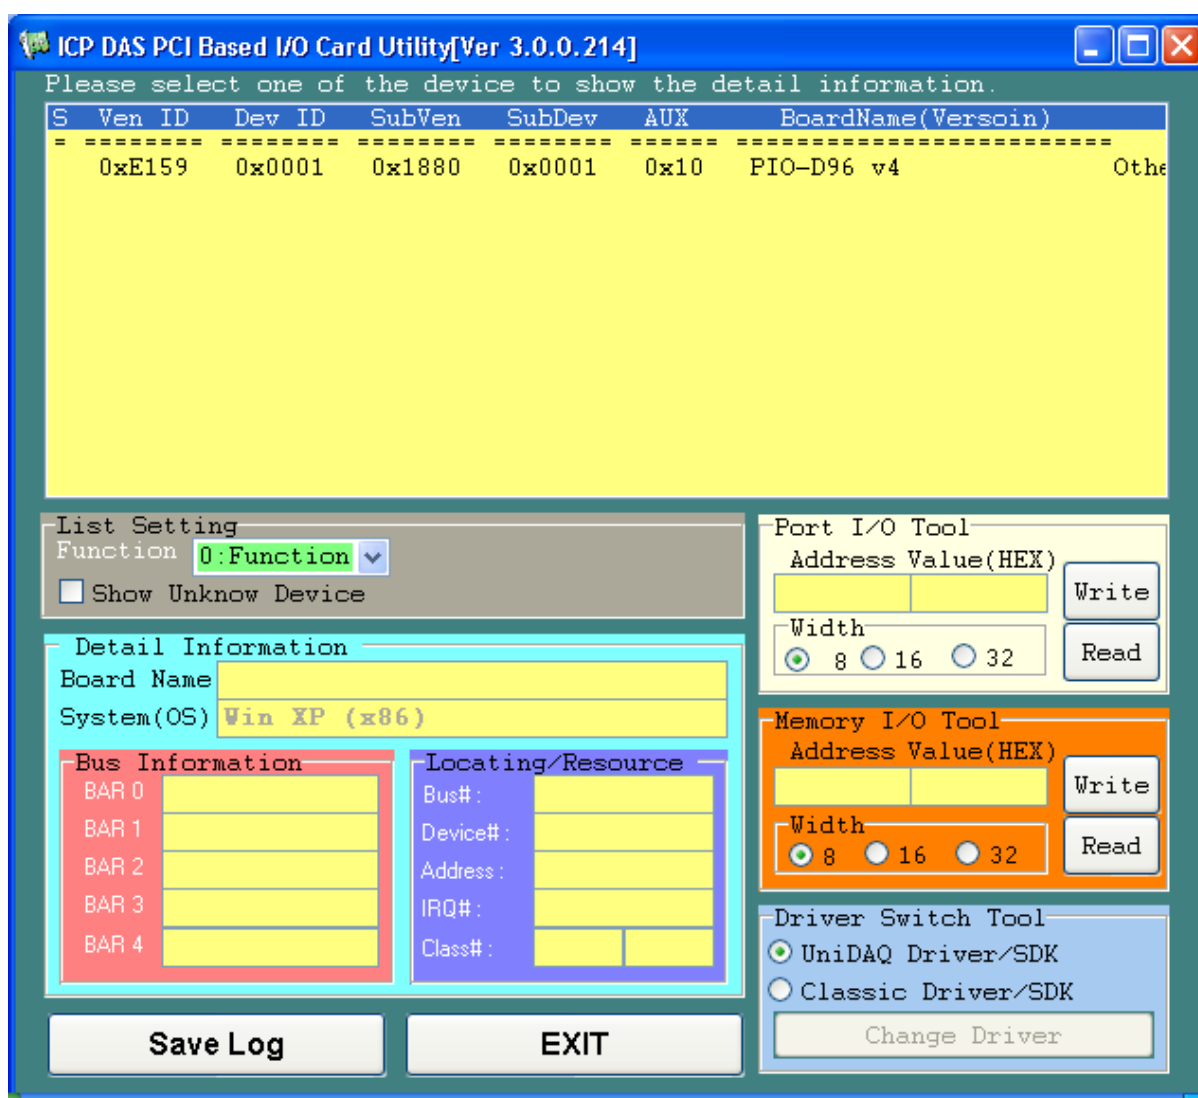 ICP DAS PCI Based I/O Card Utility[Ver 3.0.0.214]
Please select one of the device to show the detail information.
S Ven ID Dev ID SubVen SubDev AUX BoardName(Versoin)
= ======== ======== ======== ======== ====== =========================
0xE159 0x0001 0x1880 0x0001 0x10 PIO-D96 v4 Othe
List Setting
Function 0:Function
Show Unknow Device
Detail Information
Board Name
System(OS) Win XP (x86)
Bus Information
BAR 0
BAR 1
BAR 2
BAR 3
BAR 4
Locating/Resource
Bus# :
Device# :
Address :
IRQ# :
Class# :
Save Log
EXIT
Port I/O Tool
Address Value(HEX)
Write
Width
8 16 32
Read
Memory I/O Tool
Address Value(HEX)
Write
Width
8 16 32
Read
Driver Switch Tool
UniDAQ Driver/SDK
Classic Driver/SDK
Change Driver